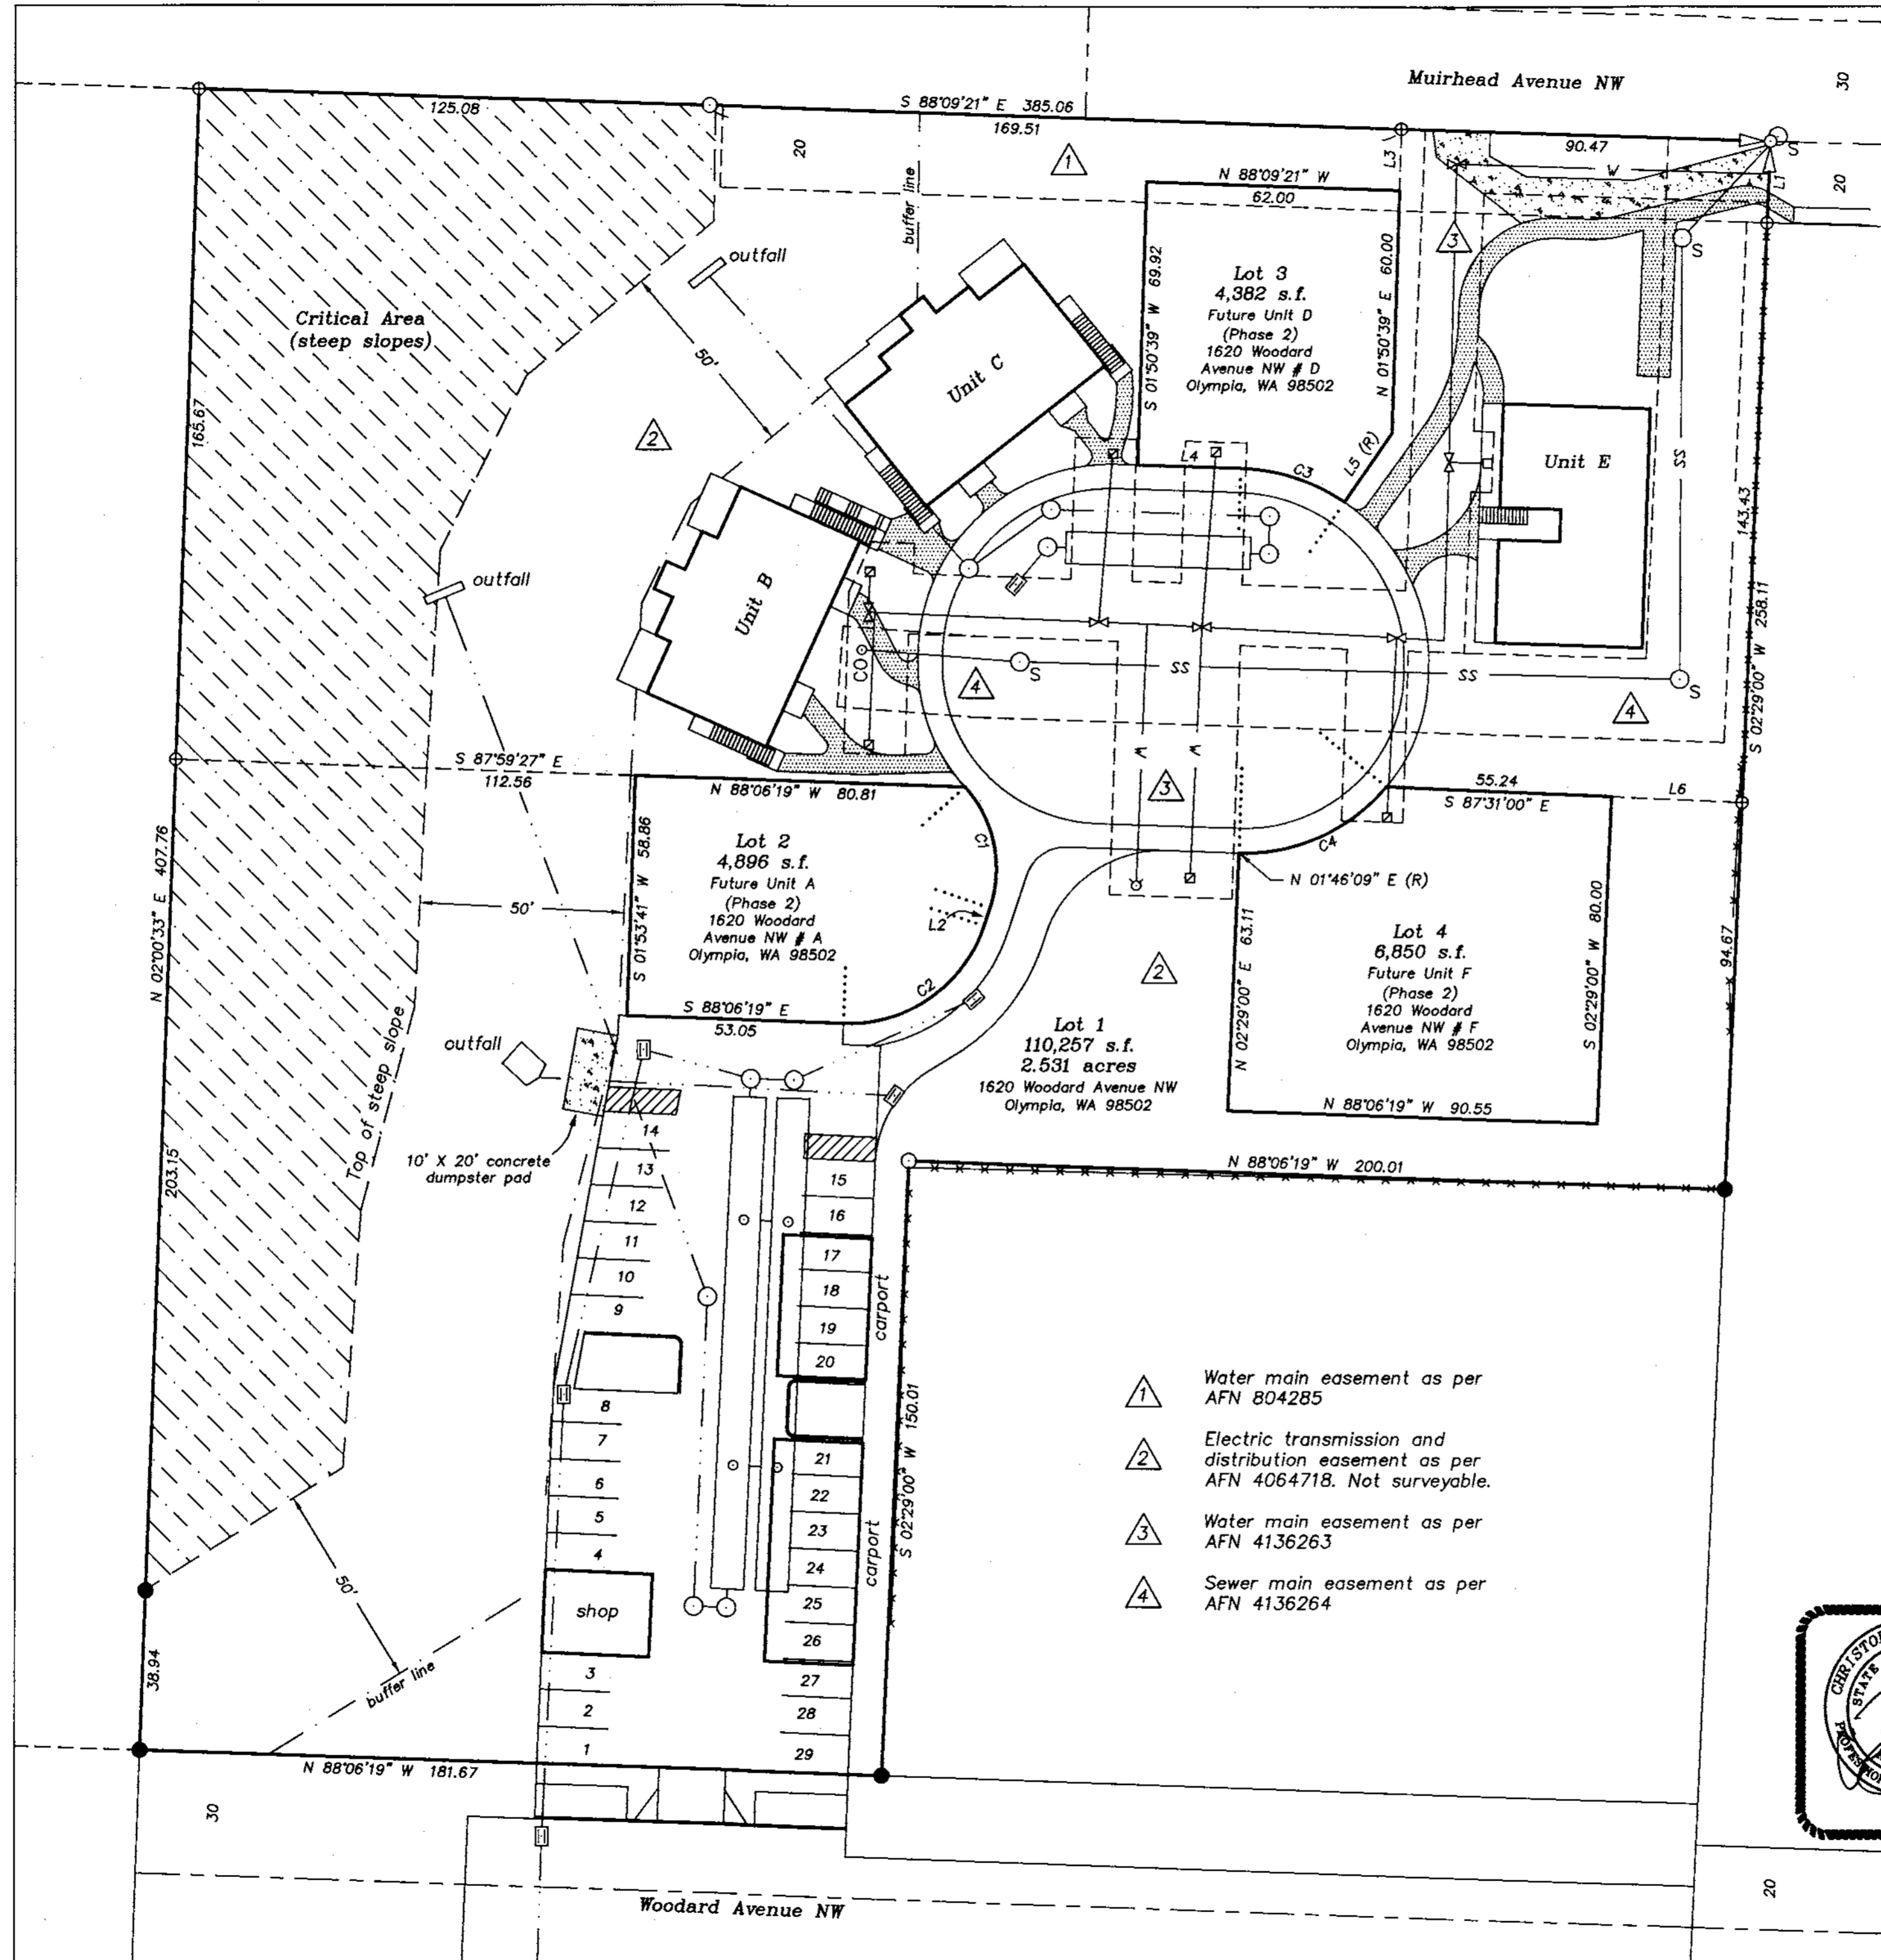 Muirhead Avenue NW
30
S 88°09'21" E 385.06
125.08
169.51
90.47
20
buffer line
1
L3
W
S
L1
20
N 88°09'21" W
62.00
3
S
outfall
Critical Area
(steep slopes)
50'
Unit C
S 01°50'39" W 69.92
Lot 3
4,382 s.f.
Future Unit D
(Phase 2)
1620 Woodard
Avenue NW # D
Olympia, WA 98502
N 01°50'39" E 60.00
165.67
2
L4
C3
L5 (R)
Unit E
SS
143.43
S 02°29'00" W 258.11
outfall
Unit B
CO
S
4
SS
SS
S
4
S 87°59'27" E
112.56
N 88°06'19" W 80.81
W
W
3
55.24
S 87°31'00" E
L6
N 02°00'33" E 407.76
S 01°53'41" W 58.86
Lot 2
4,896 s.f.
Future Unit A
(Phase 2)
1620 Woodard
Avenue NW # A
Olympia, WA 98502
C1
L2
C2
C4
N 01°46'09" E (R)
50'
S 88°06'19" E
53.05
2
N 02°29'00" E 63.11
Lot 4
6,850 s.f.
Future Unit F
(Phase 2)
1620 Woodard
Avenue NW # F
Olympia, WA 98502
S 02°29'00" W 80.00
94.67
Lot 1
110,257 s.f.
2.531 acres
1620 Woodard Avenue NW
Olympia, WA 98502
N 88°06'19" W 90.55
outfall
Top of steep slope
10' X 20' concrete
dumpster pad
203.15
N 88°06'19" W 200.01
14
13
12
11
10
9
8
7
6
5
4
shop
3
2
1
15
16
17
18
19
20
carport
21
22
23
24
25
26
carport
27
28
29
S 02°29'00" W 150.01
1
Water main easement as per
AFN 804285
2
Electric transmission and
distribution easement as per
AFN 4064718. Not surveyable.
3
Water main easement as per
AFN 4136263
4
Sewer main easement as per
AFN 4136264
38.94
50'
buffer line
N 88°06'19" W 181.67
30
Woodard Avenue NW
20
STATE